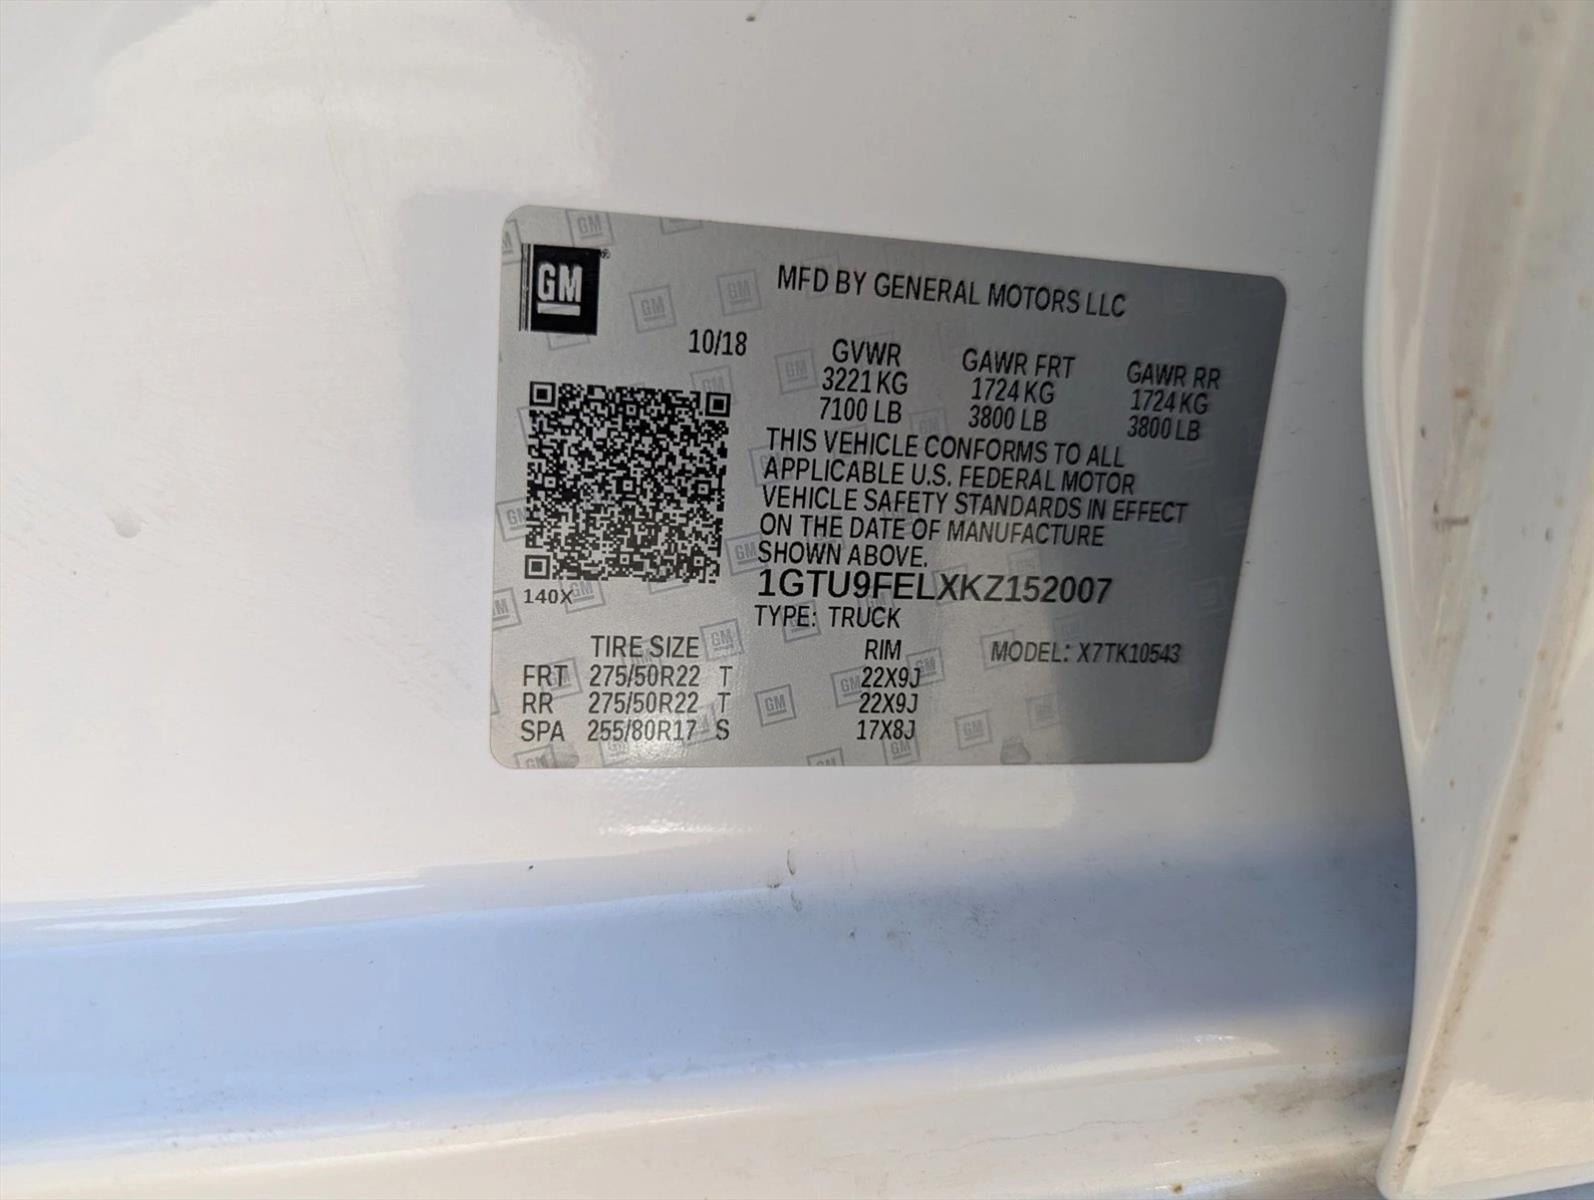 GM
MFD BY GENERAL MOTORS LLC
10/18
GVWR GAWR FRT GAWR RR
3221 KG 1724 KG 1724 KG
7100 LB 3800 LB 3800 LB
THIS VEHICLE CONFORMS TO ALL
APPLICABLE U.S. FEDERAL MOTOR
VEHICLE SAFETY STANDARDS IN EFFECT
ON THE DATE OF MANUFACTURE
SHOWN ABOVE.
1GTU9FELXKZ152007
140X
TYPE: TRUCK
TIRE SIZE RIM MODEL: X7TK10543
FRT 275/50R22 T 22X9J
RR 275/50R22 T 22X9J
SPA 255/80R17 S 17X8J